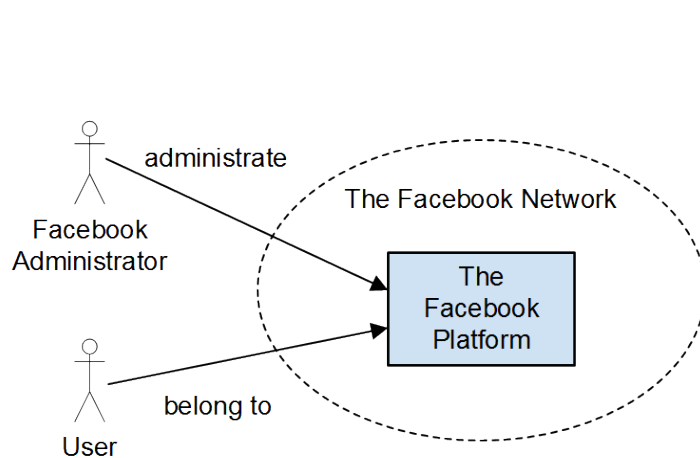 administrate
The Facebook Network
Facebook
Administrator
The
Facebook
Platform
belong to
User